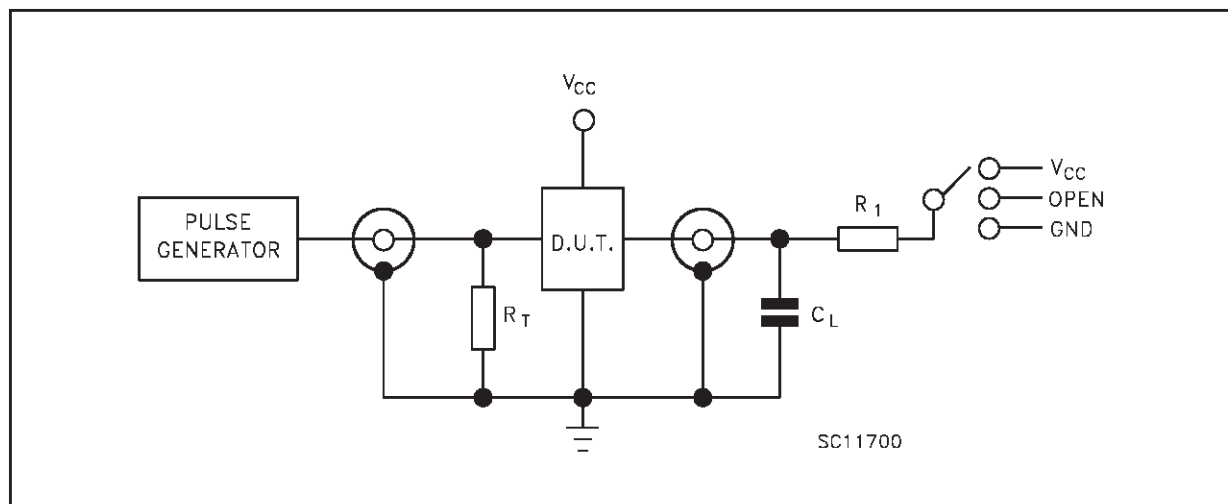 VCC
PULSE
GENERATOR
D.U.T.
RT
CL
R1
VCC
OPEN
GND
SC11700